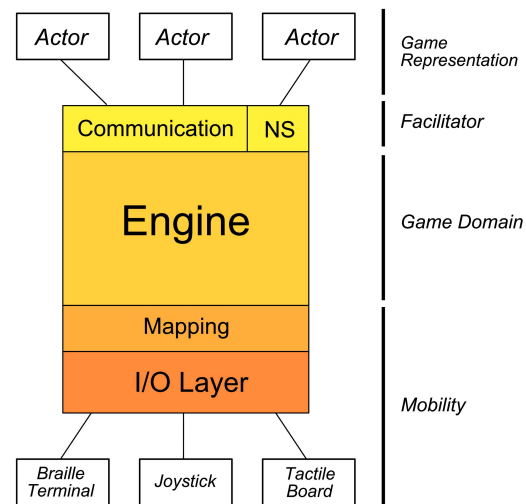 Actor Actor Actor
Game
Representation
Communication NS
Facilitator
Engine
Game Domain
Mapping
I/O Layer
Mobility
Braille
Terminal
Joystick
Tactile
Board